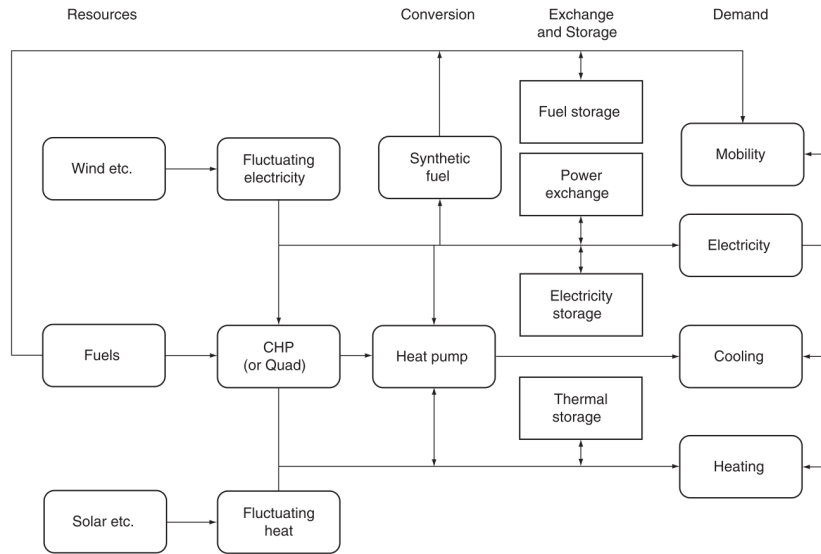 Resources
Conversion
Exchange
and Storage
Demand
Fuel storage
Wind etc.
Fluctuating
electricity
Synthetic
fuel
Power
exchange
Mobility
Electricity
Electricity
storage
Fuels
CHP
(or Quad)
Heat pump
Cooling
Thermal
storage
Heating
Solar etc.
Fluctuating
heat